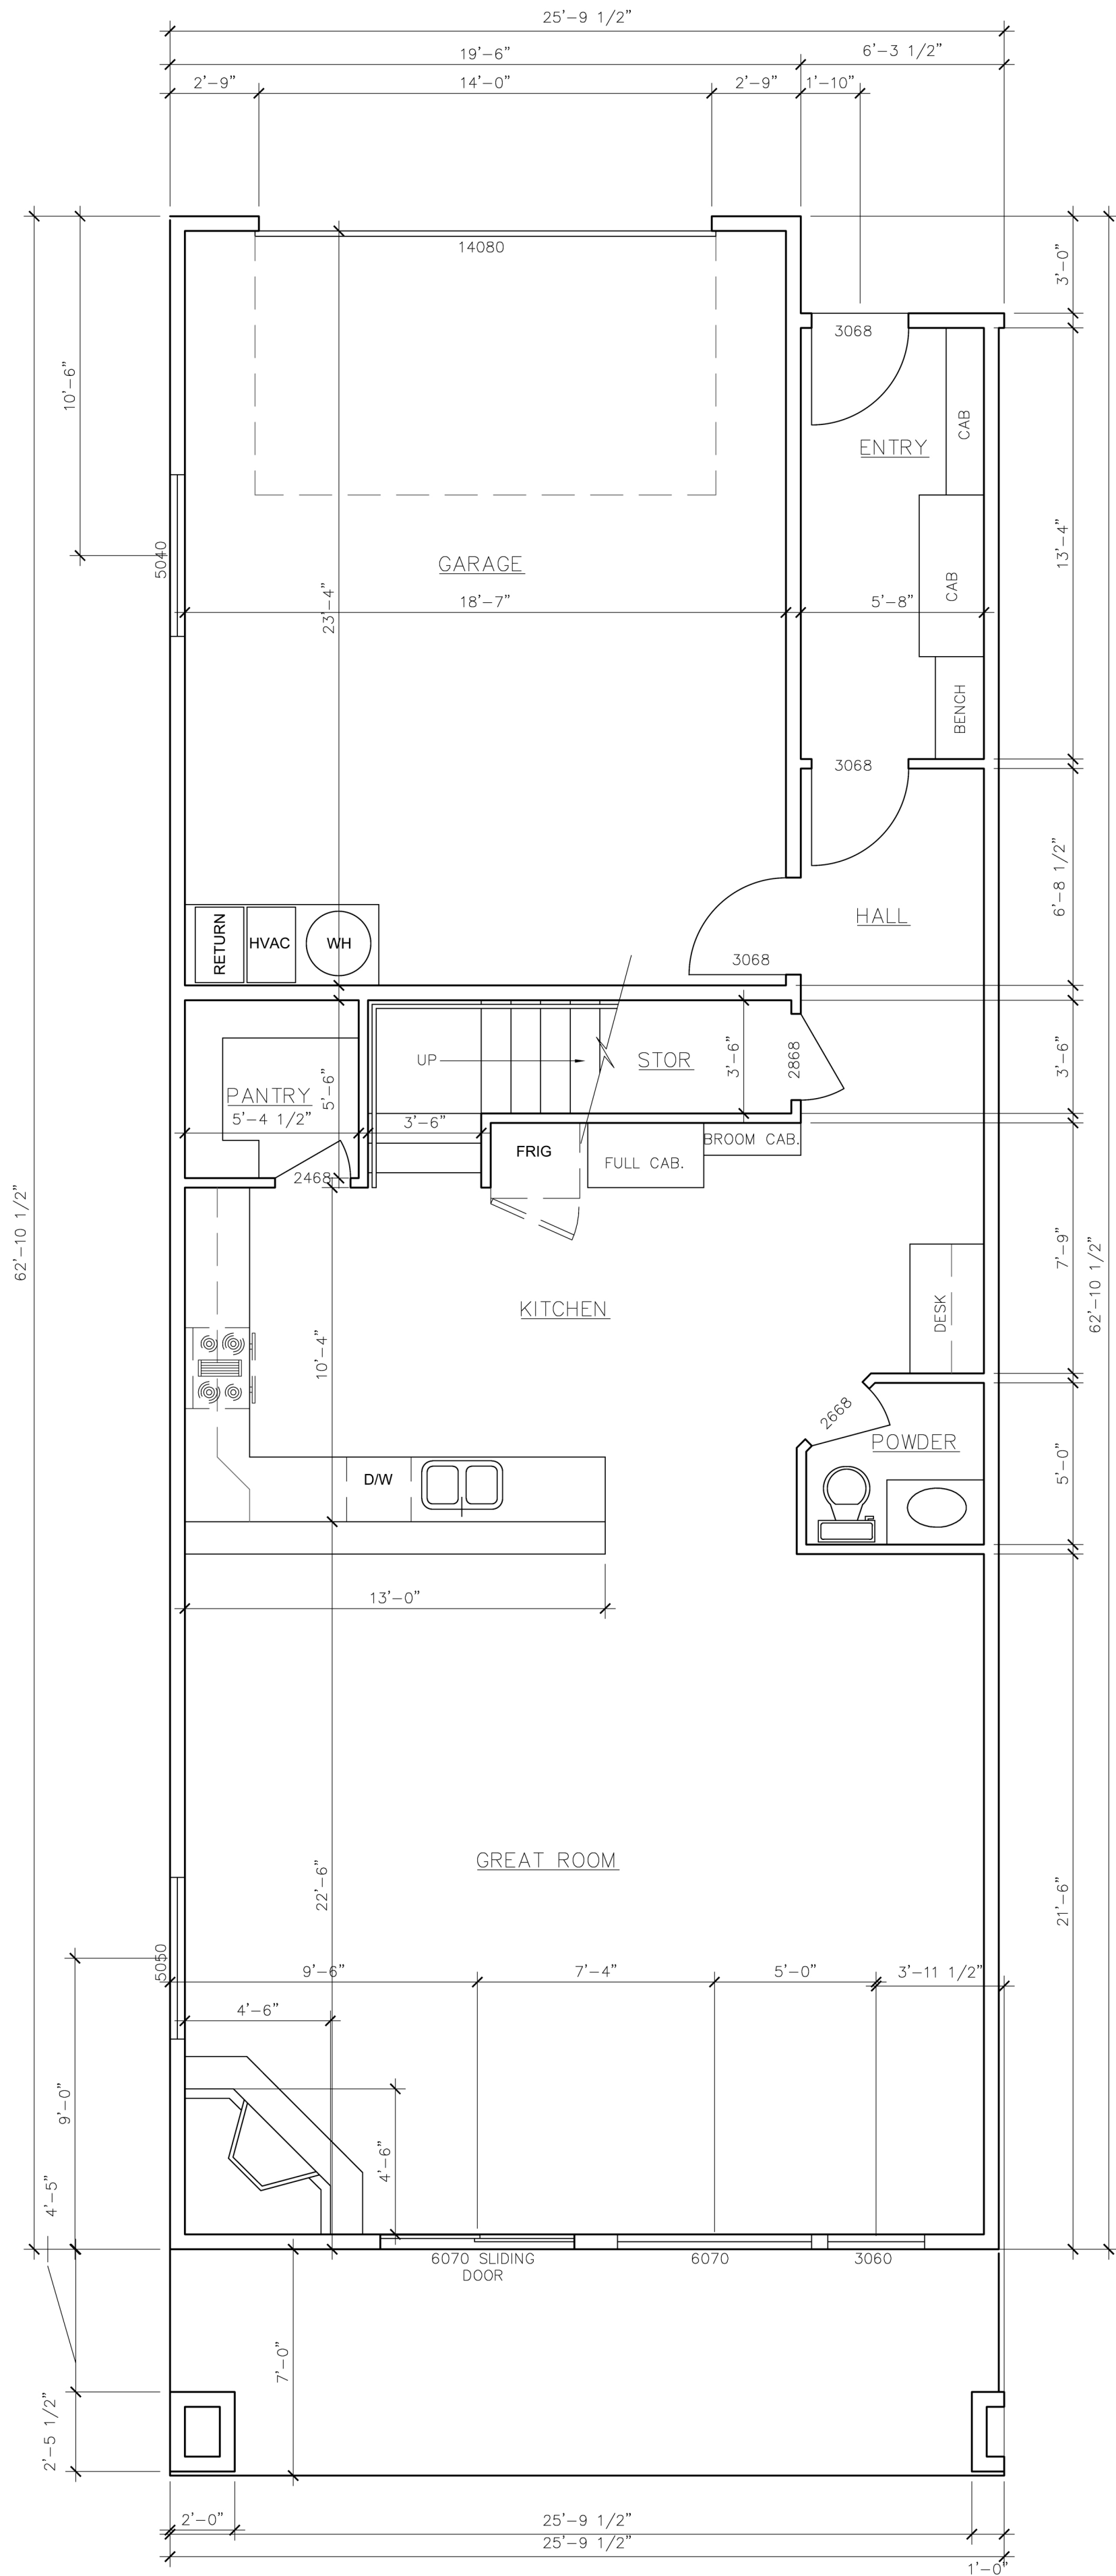 25'-9 1/2"
19'-6"
6'-3 1/2"
2'-9"
14'-0"
2'-9"
1'-10"
14080
3'-0"
3068
10'-6"
CAB
ENTRY
5040
GARAGE
13'-4"
CAB
23'-4"
18'-7"
5'-8"
BENCH
3068
6'-8 1/2"
HALL
RETURN
HVAC
WH
3068
UP
STOR
3'-6"
2868
3'-6"
PANTRY
5'-6"
5'-4 1/2"
3'-6"
BROOM CAB.
FRIG
FULL CAB.
2468
62'-10 1/2"
7'-9"
62'-10 1/2"
KITCHEN
DESK
10'-4"
2668
POWDER
D/W
5'-0"
13'-0"
GREAT ROOM
22'-6"
21'-6"
5050
9'-6"
7'-4"
5'-0"
3'-11 1/2"
4'-6"
9'-0"
4'-6"
4'-5"
6070 SLIDING
DOOR
6070
3060
7'-0"
2'-5 1/2"
2'-0"
25'-9 1/2"
25'-9 1/2"
1'-0"